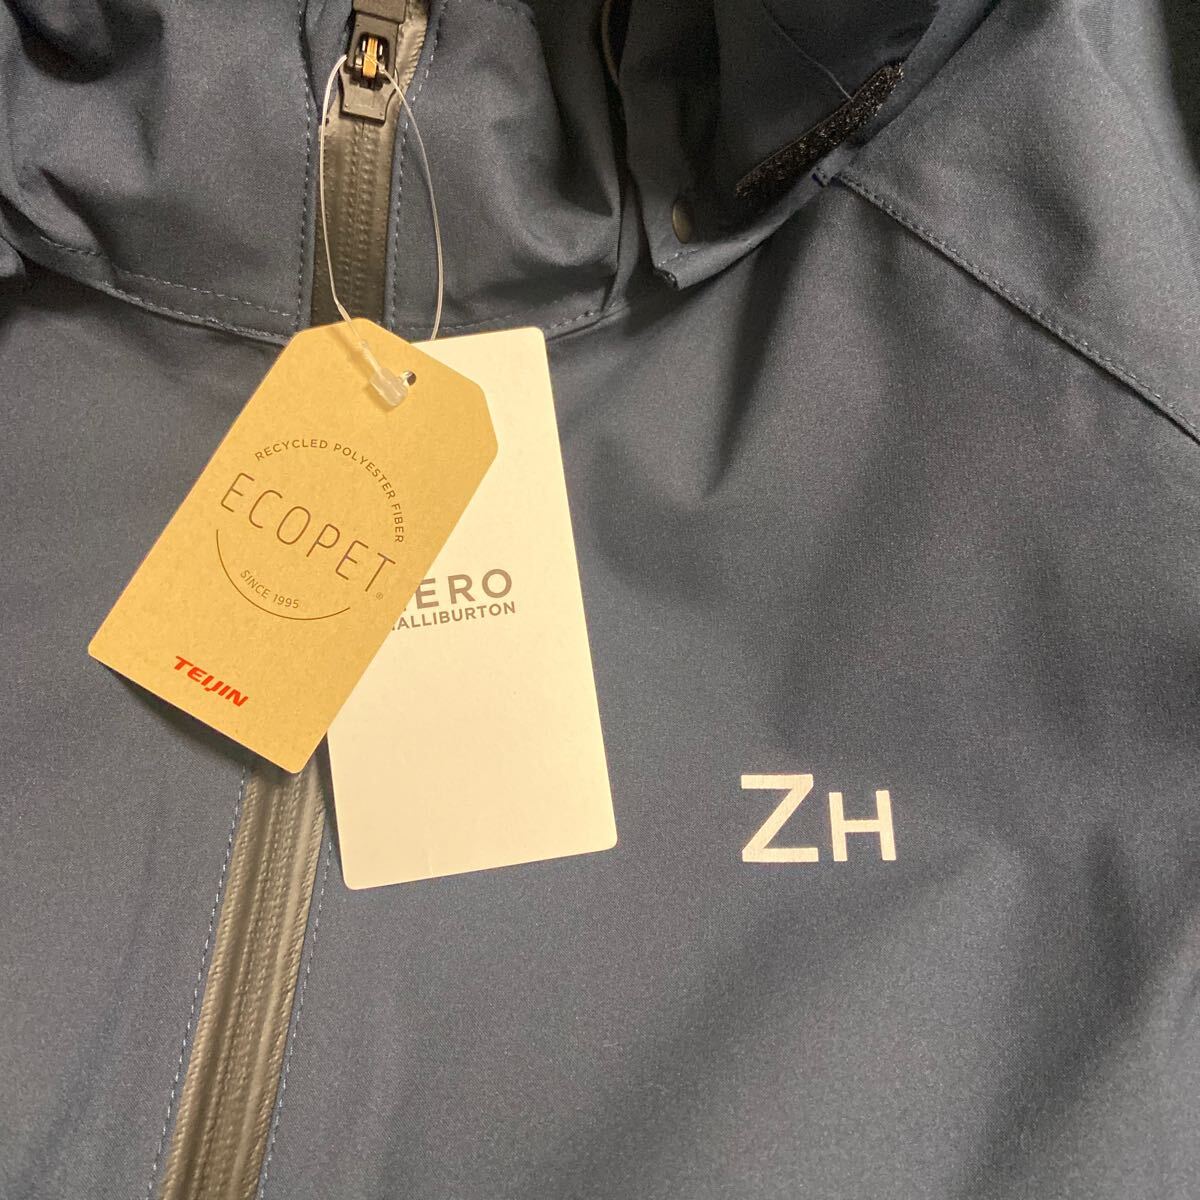 RECYCLED POLYESTER FIBER
ECOPET®
SINCE 1995
TEIJIN
ERO
ALLIBURTON
ZH